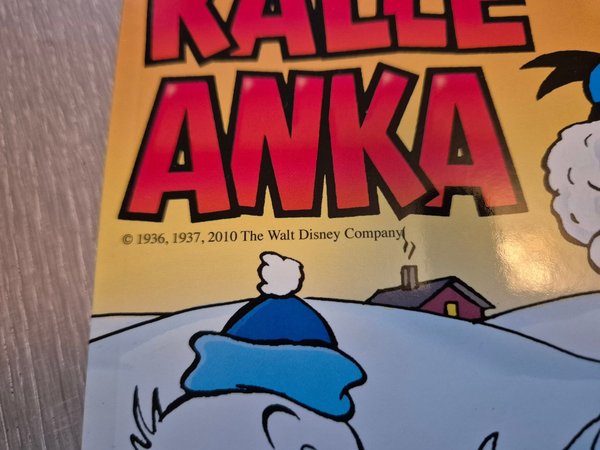 KALLE
ANKA
© 1936, 1937, 2010 The Walt Disney Company